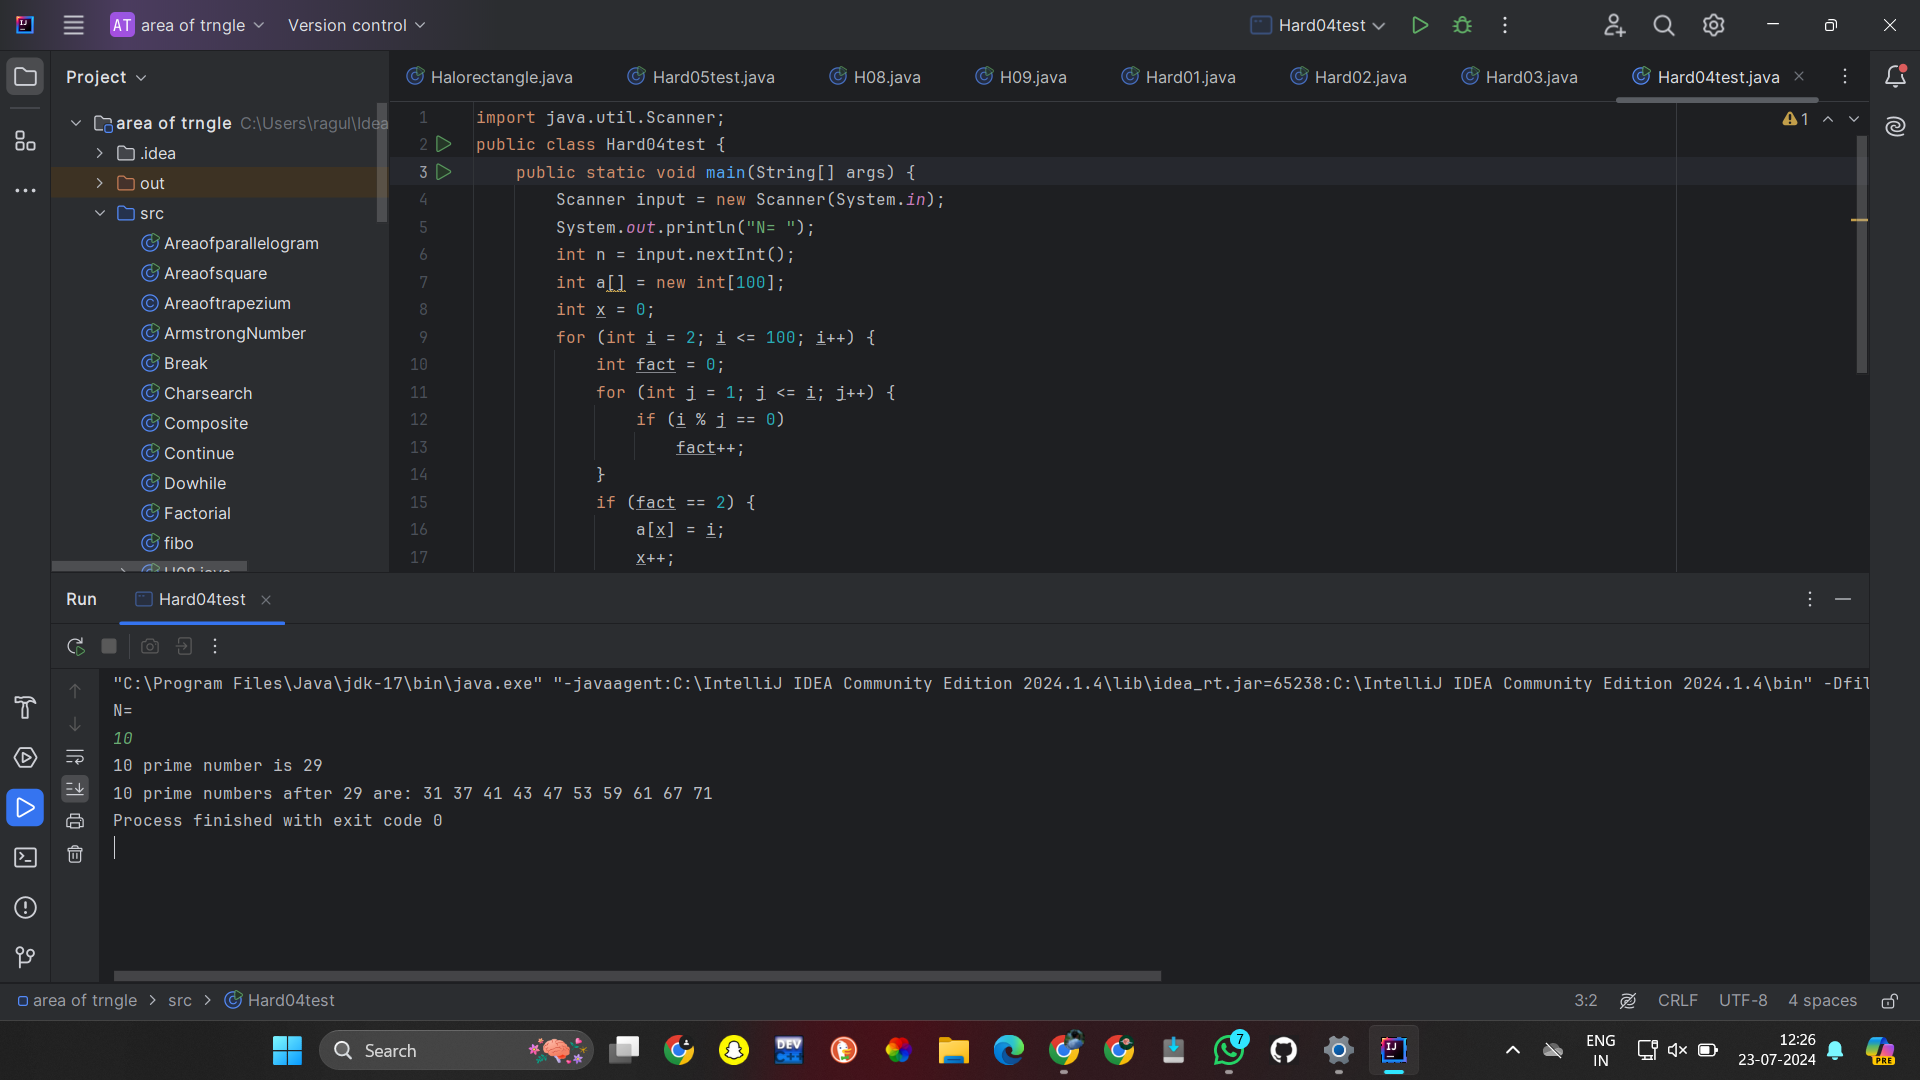 AT area of trngle Version control Hard04test
Project
Halorectangle.java Hard05test.java H08.java H09.java Hard01.java Hard02.java Hard03.java Hard04test.java
area of trngle C:\Users\ragul\Idea
.idea
out
src
Areaofparallelogram
Areaofsquare
Areaoftrapezium
ArmstrongNumber
Break
Charsearch
Composite
Continue
Dowhile
Factorial
fibo
H08.java
1
1 import java.util.Scanner;
2 public class Hard04test {
3 public static void main(String[] args) {
4 Scanner input = new Scanner(System.in);
5 System.out.println("N= ");
6 int n = input.nextInt();
7 int a[] = new int[100];
8 int x = 0;
9 for (int i = 2; i <= 100; i++) {
10 int fact = 0;
11 for (int j = 1; j <= i; j++) {
12 if (i % j == 0)
13 fact++;
14 }
15 if (fact == 2) {
16 a[x] = i;
17 x++;
Run Hard04test
"C:\Program Files\Java\jdk-17\bin\java.exe" "-javaagent:C:\IntelliJ IDEA Community Edition 2024.1.4\lib\idea_rt.jar=65238:C:\IntelliJ IDEA Community Edition 2024.1.4\bin" -Dfil
N=
10
10 prime number is 29
10 prime numbers after 29 are: 31 37 41 43 47 53 59 61 67 71
Process finished with exit code 0
area of trngle > src > Hard04test 3:2 CRLF UTF-8 4 spaces
Search DEV 7 ENG IN 12:26 23-07-2024 PRE